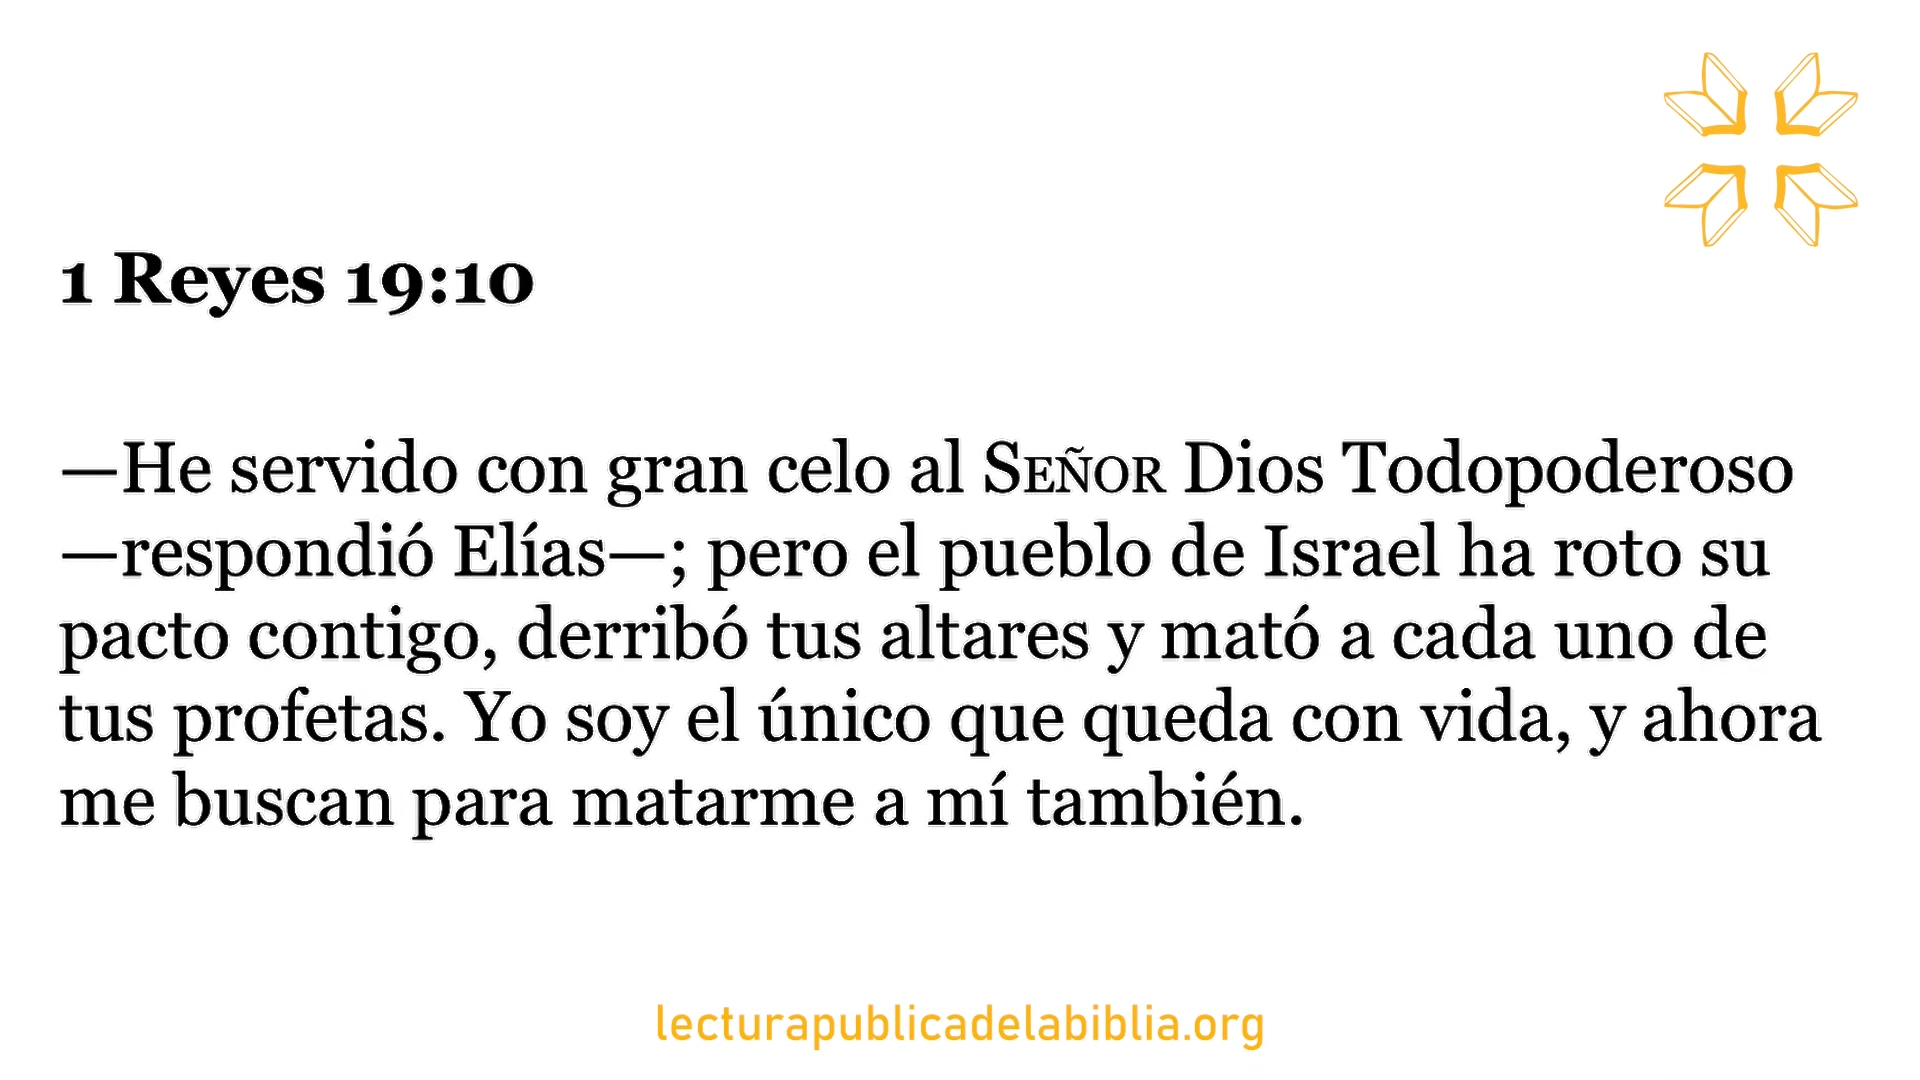 1 Reyes 19:10
—He servido con gran celo al SEÑOR Dios Todopoderoso
—respondió Elías—; pero el pueblo de Israel ha roto su
pacto contigo, derribó tus altares y mató a cada uno de
tus profetas. Yo soy el único que queda con vida, y ahora
me buscan para matarme a mí también.
lecturapublicadelabiblia.org